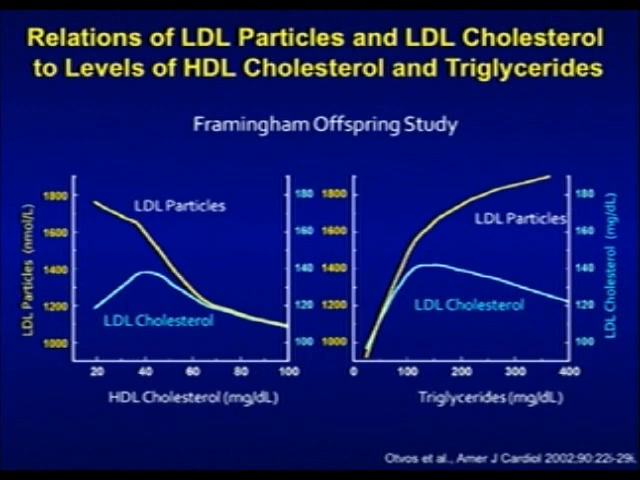 Relations of LDL Particles and LDL Cholesterol
to Levels of HDL Cholesterol and Triglycerides
Framingham Offspring Study
LDL Particles (nmol/L)
1800
1600
1400
1200
1000
LDL Particles
LDL Cholesterol
180
160
140
120
100
20 40 60 80 100
HDL Cholesterol (mg/dL)
1800
1600
1400
1200
1000
LDL Particles
LDL Cholesterol
180
160
140
120
100
LDL Cholesterol (mg/dL)
0 100 200 300 400
Triglycerides (mg/dL)
Otvos et al., Amer J Cardiol 2002;90:22i-29i.